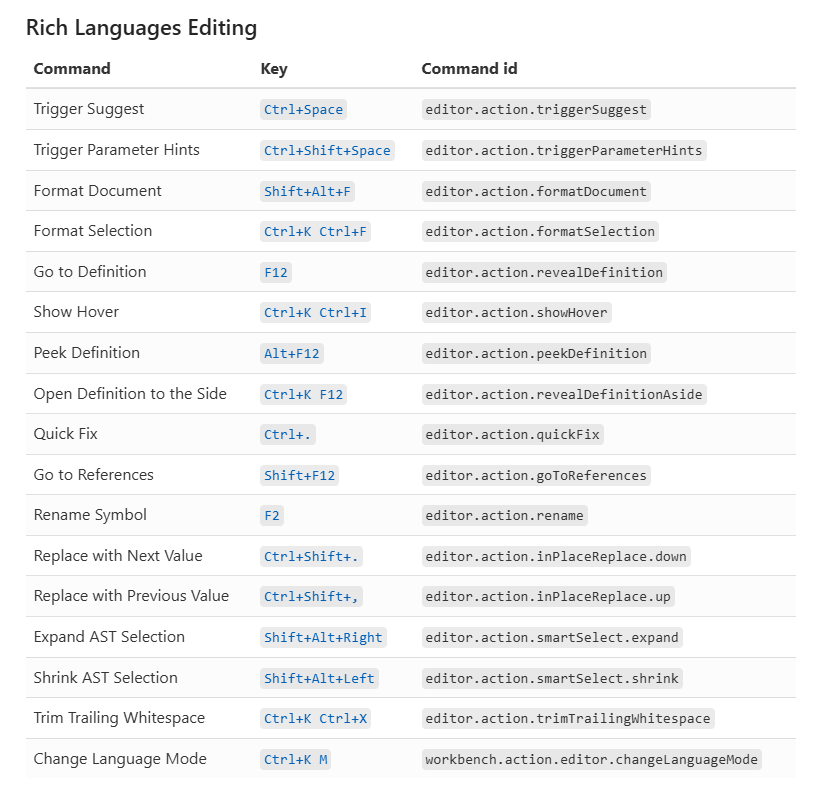 Rich Languages Editing
Command Key Command id
Trigger Suggest Ctrl+Space editor.action.triggerSuggest
Trigger Parameter Hints Ctrl+Shift+Space editor.action.triggerParameterHints
Format Document Shift+Alt+F editor.action.formatDocument
Format Selection Ctrl+K Ctrl+F editor.action.formatSelection
Go to Definition F12 editor.action.revealDefinition
Show Hover Ctrl+K Ctrl+I editor.action.showHover
Peek Definition Alt+F12 editor.action.peekDefinition
Open Definition to the Side Ctrl+K F12 editor.action.revealDefinitionAside
Quick Fix Ctrl+. editor.action.quickFix
Go to References Shift+F12 editor.action.goToReferences
Rename Symbol F2 editor.action.rename
Replace with Next Value Ctrl+Shift+. editor.action.inPlaceReplace.down
Replace with Previous Value Ctrl+Shift+, editor.action.inPlaceReplace.up
Expand AST Selection Shift+Alt+Right editor.action.smartSelect.expand
Shrink AST Selection Shift+Alt+Left editor.action.smartSelect.shrink
Trim Trailing Whitespace Ctrl+K Ctrl+X editor.action.trimTrailingWhitespace
Change Language Mode Ctrl+K M workbench.action.editor.changeLanguageMode